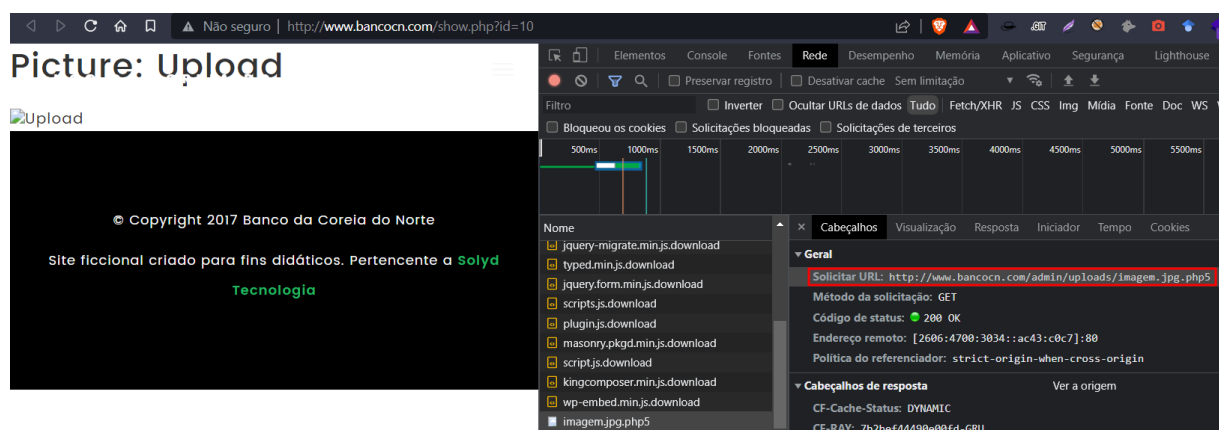 Não seguro | http://www.bancocn.com/show.php?id=10
Picture: Upload
Upload
© Copyright 2017 Banco da Coreia do Norte
Site ficcional criado para fins didáticos. Pertencente a Solyd
Tecnologia
Elementos Console Fontes Rede Desempenho Memória Aplicativo Segurança Lighthouse
Preservar registro Desativar cache Sem limitação
Filtro Inverter Ocultar URLs de dados Tudo Fetch/XHR JS CSS Img Mídia Fonte Doc WS
Bloqueou os cookies Solicitações bloqueadas Solicitações de terceiros
500ms 1000ms 1500ms 2000ms 2500ms 3000ms 3500ms 4000ms 4500ms 5000ms 5500ms
Nome
jquery-migrate.min.js.download
typed.min.js.download
jquery.form.min.js.download
scripts.js.download
plugin.js.download
masonry.pkgd.min.js.download
script.js.download
kingcomposer.min.js.download
wp-embed.min.js.download
imagem.jpg.php5
× Cabeçalhos Visualização Resposta Iniciador Tempo Cookies
Geral
Solicitar URL: http://www.bancocn.com/admin/uploads/imagem.jpg.php5
Método da solicitação: GET
Código de status: 200 OK
Endereço remoto: [2606:4700:3034::ac43:c0c7]:80
Política do referenciador: strict-origin-when-cross-origin
Cabeçalhos de resposta Ver a origem
CF-Cache-Status: DYNAMIC